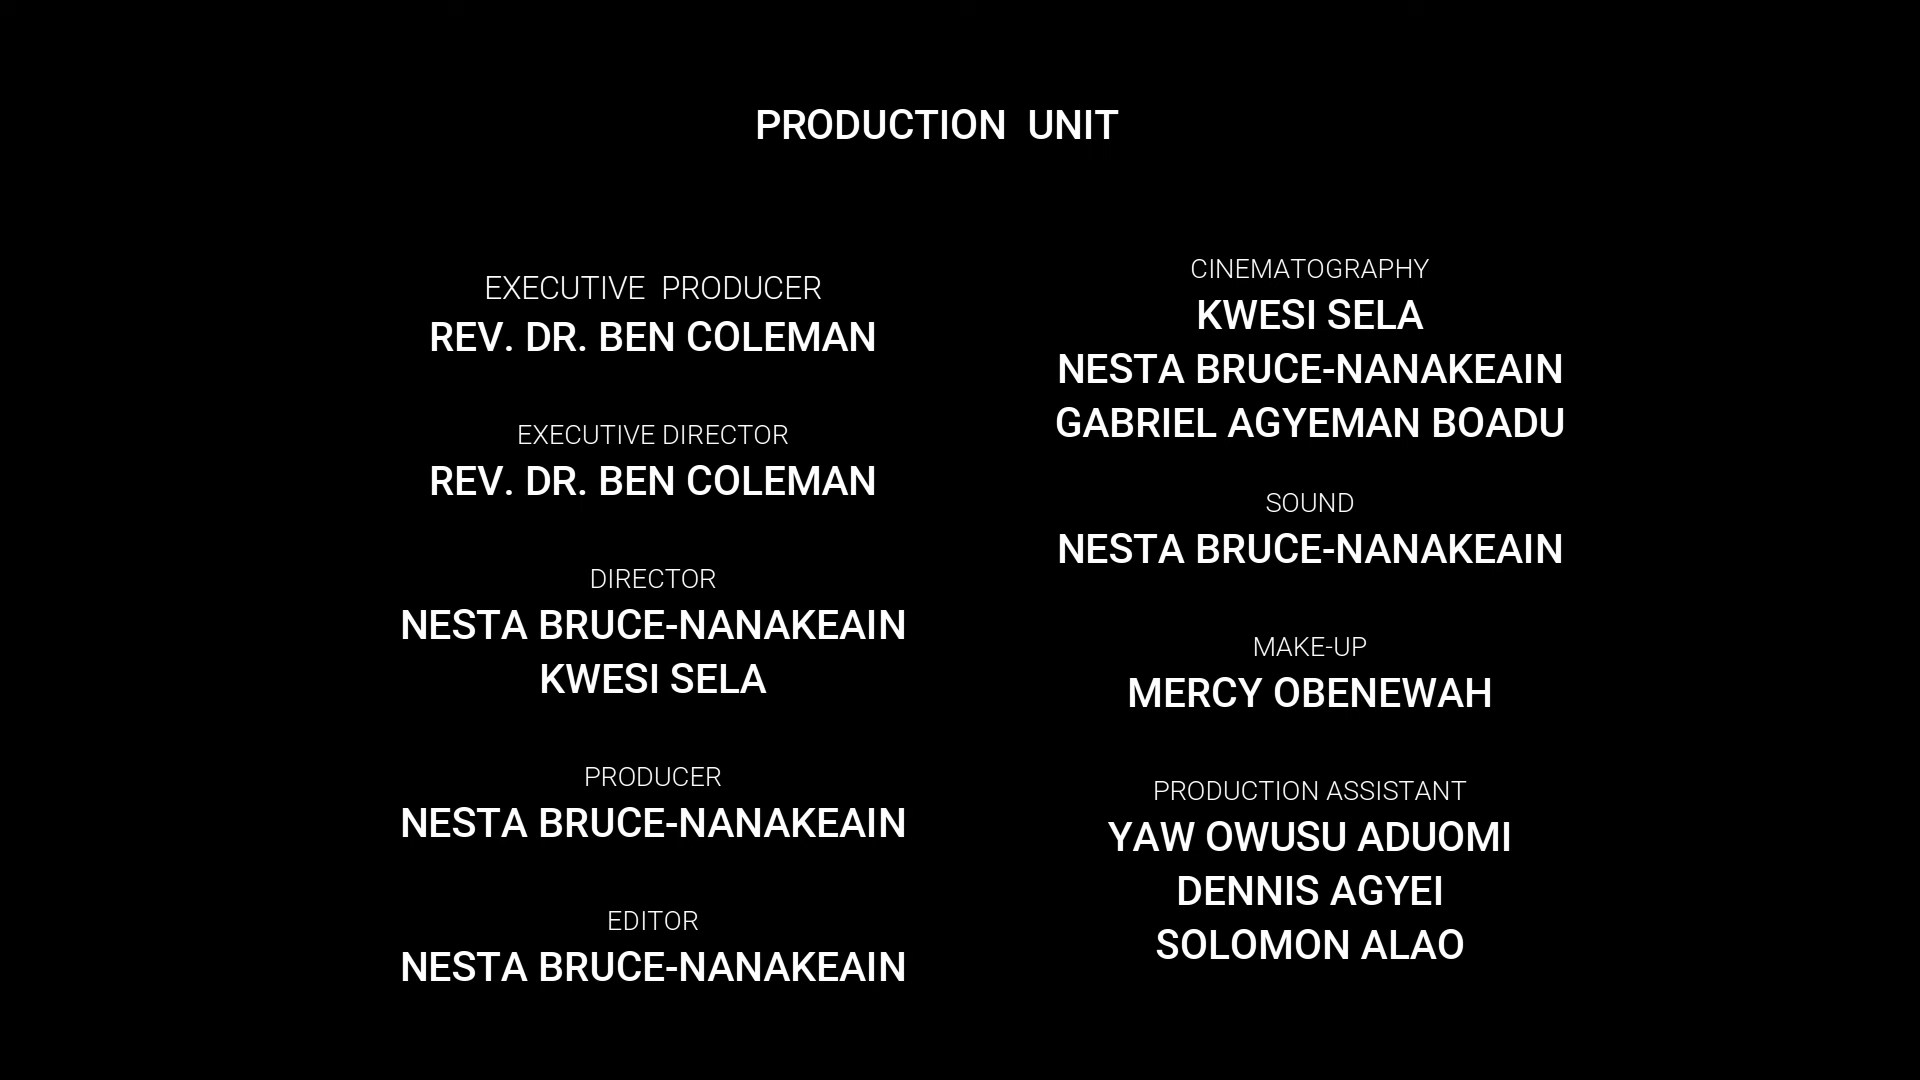 PRODUCTION UNIT
EXECUTIVE PRODUCER
REV. DR. BEN COLEMAN
EXECUTIVE DIRECTOR
REV. DR. BEN COLEMAN
DIRECTOR
NESTA BRUCE-NANAKEAIN
KWESI SELA
PRODUCER
NESTA BRUCE-NANAKEAIN
EDITOR
NESTA BRUCE-NANAKEAIN
CINEMATOGRAPHY
KWESI SELA
NESTA BRUCE-NANAKEAIN
GABRIEL AGYEMAN BOADU
SOUND
NESTA BRUCE-NANAKEAIN
MAKE-UP
MERCY OBENEWAH
PRODUCTION ASSISTANT
YAW OWUSU ADUOMI
DENNIS AGYEI
SOLOMON ALAO